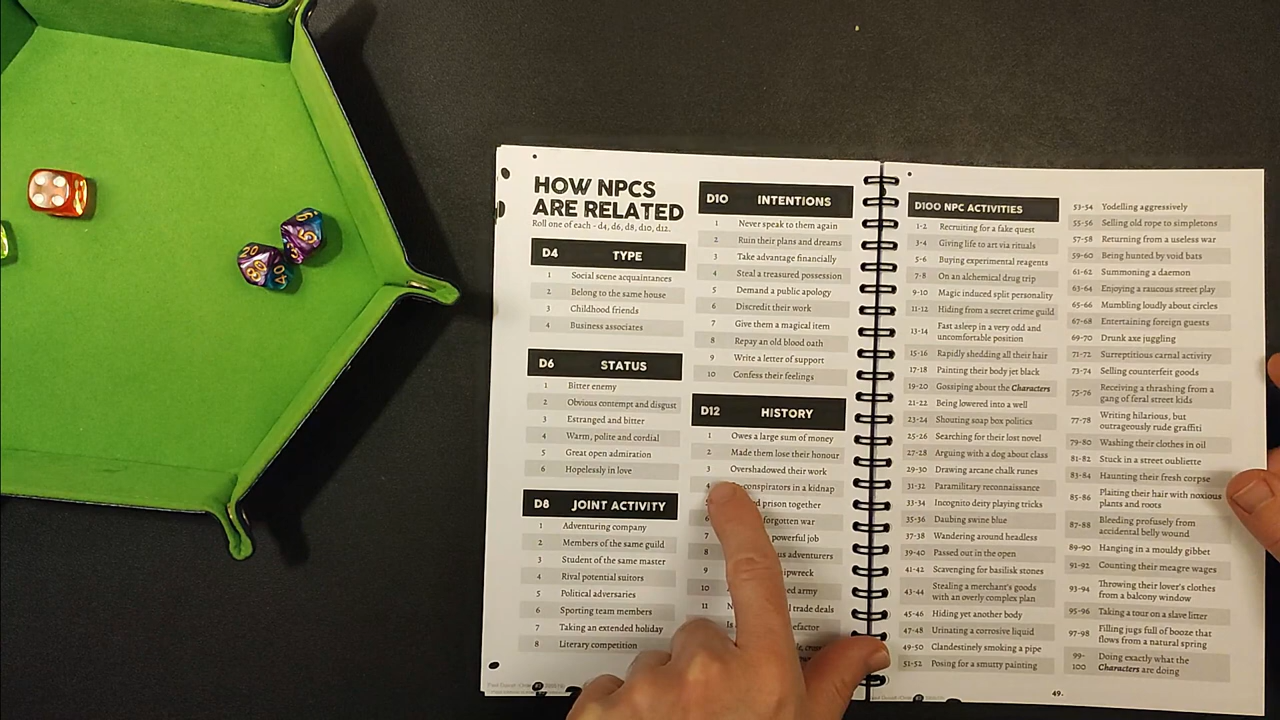 HOW NPCS
ARE RELATED
Roll one of each - d4, d6, d8, d10, d12.
D4 TYPE
1 Social scene acquaintances
2 Belong to the same house
3 Childhood friends
4 Business associates
D6 STATUS
1 Bitter enemy
2 Obvious contempt and disgust
3 Estranged and bitter
4 Warm, polite and cordial
5 Great open admiration
6 Hopelessly in love
D8 JOINT ACTIVITY
1 Adventuring company
2 Members of the same guild
3 Student of the same master
4 Rival potential suitors
5 Political adversaries
6 Sporting team members
7 Taking an extended holiday
8 Literary competition
D10 INTENTIONS
1 Never speak to them again
2 Ruin their plans and dreams
3 Take advantage financially
4 Steal a treasured possession
5 Demand a public apology
6 Discredit their work
7 Give them a magical item
8 Repay an old blood oath
9 Write a letter of support
10 Confess their feelings
D12 HISTORY
1 Owes a large sum of money
2 Made them lose their honour
3 Overshadowed their work
4 conspirators in a kidnap
prison together
6 forgotten war
7 powerful job
8 adventurers
9
10 army
11 trade deals
D100 NPC ACTIVITIES
1-2 Recruiting for a fake quest
3-4 Giving life to art via rituals
5-6 Buying experimental reagents
7-8 On an alchemical drug trip
9-10 Magic induced split personality
11-12 Hiding from a secret crime guild
13-14 Fast asleep in a very odd and
uncomfortable position
15-16 Rapidly shedding all their hair
17-18 Painting their body jet black
19-20 Gossiping about the Characters
21-22 Being lowered into a well
23-24 Shouting soap box politics
25-26 Searching for their lost novel
27-28 Arguing with a dog about class
29-30 Drawing arcane chalk runes
31-32 Paramilitary reconnaissance
33-34 Incognito deity playing tricks
35-36 Daubing swine blue
37-38 Wandering around headless
39-40 Passed out in the open
41-42 Scavenging for basilisk stones
43-44 Stealing a merchant's goods
with an overly complex plan
45-46 Hiding yet another body
47-48 Urinating a corrosive liquid
49-50 Clandestinely smoking a pipe
51-52 Posing for a smutty painting
53-54 Yodelling aggressively
55-56 Selling old rope to simpletons
57-58 Returning from a useless war
59-60 Being hunted by void bats
61-62 Summoning a daemon
63-64 Enjoying a raucous street play
65-66 Mumbling loudly about circles
67-68 Entertaining foreign guests
69-70 Drunk axe juggling
71-72 Surreptitious carnal activity
73-74 Selling counterfeit goods
75-76 Receiving a thrashing from a
gang of feral street kids
77-78 Writing hilarious, but
outrageously rude graffiti
79-80 Washing their clothes in oil
81-82 Stuck in a street oubliette
83-84 Haunting their fresh corpse
85-86 Plaiting their hair with noxious
plants and roots
87-88 Bleeding profusely from
accidental belly wound
89-90 Hanging in a mouldy gibbet
91-92 Counting their meagre wages
93-94 Throwing their lover's clothes
from a balcony window
95-96 Taking a tour on a slave litter
97-98 Filling jugs full of booze that
flows from a natural spring
99-
100 Doing exactly what the
Characters are doing
49.